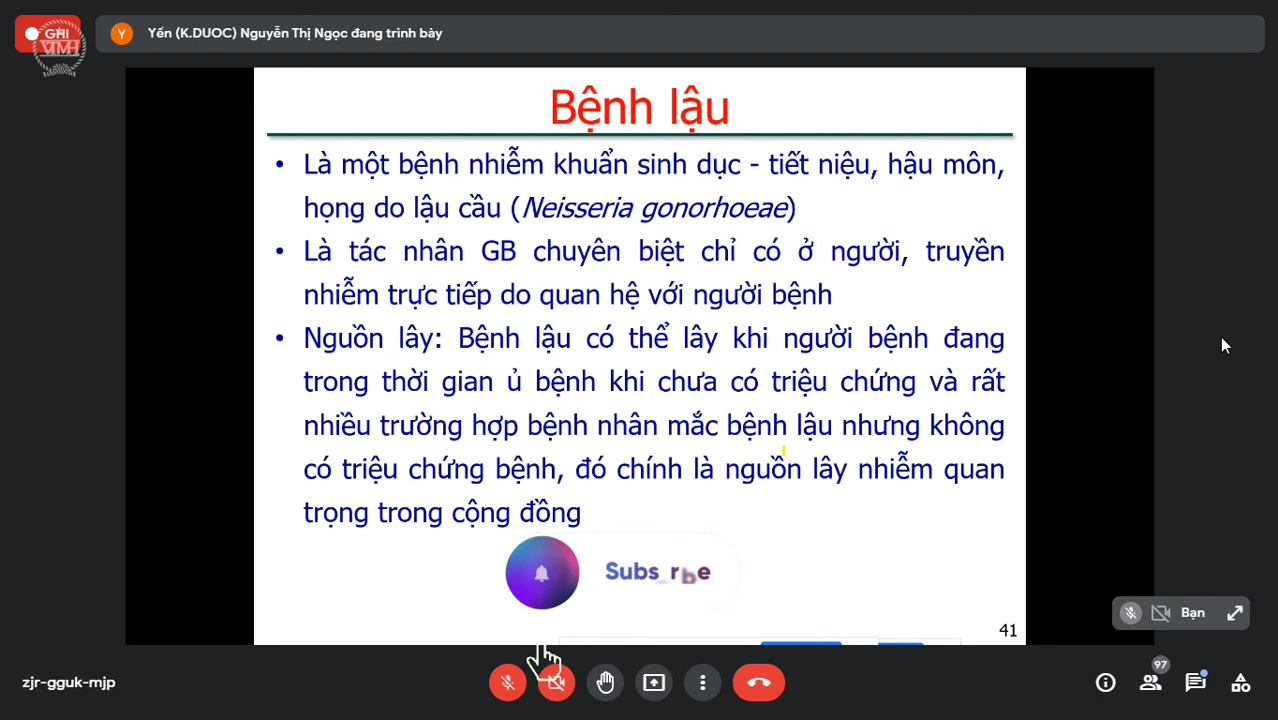 GHI
VTMH
Y
Yến (K.DUOC) Nguyễn Thị Ngọc đang trình bày
Bệnh lậu
• Là một bệnh nhiễm khuẩn sinh dục - tiết niệu, hậu môn,
họng do lậu cầu (Neisseria gonorhoeae)
• Là tác nhân GB chuyên biệt chỉ có ở người, truyền
nhiễm trực tiếp do quan hệ với người bệnh
• Nguồn lây: Bệnh lậu có thể lây khi người bệnh đang
trong thời gian ủ bệnh khi chưa có triệu chứng và rất
nhiều trường hợp bệnh nhân mắc bệnh lậu nhưng không
có triệu chứng bệnh, đó chính là nguồn lây nhiễm quan
trọng trong cộng đồng
41
Bạn
zjr-gguk-mjp
97